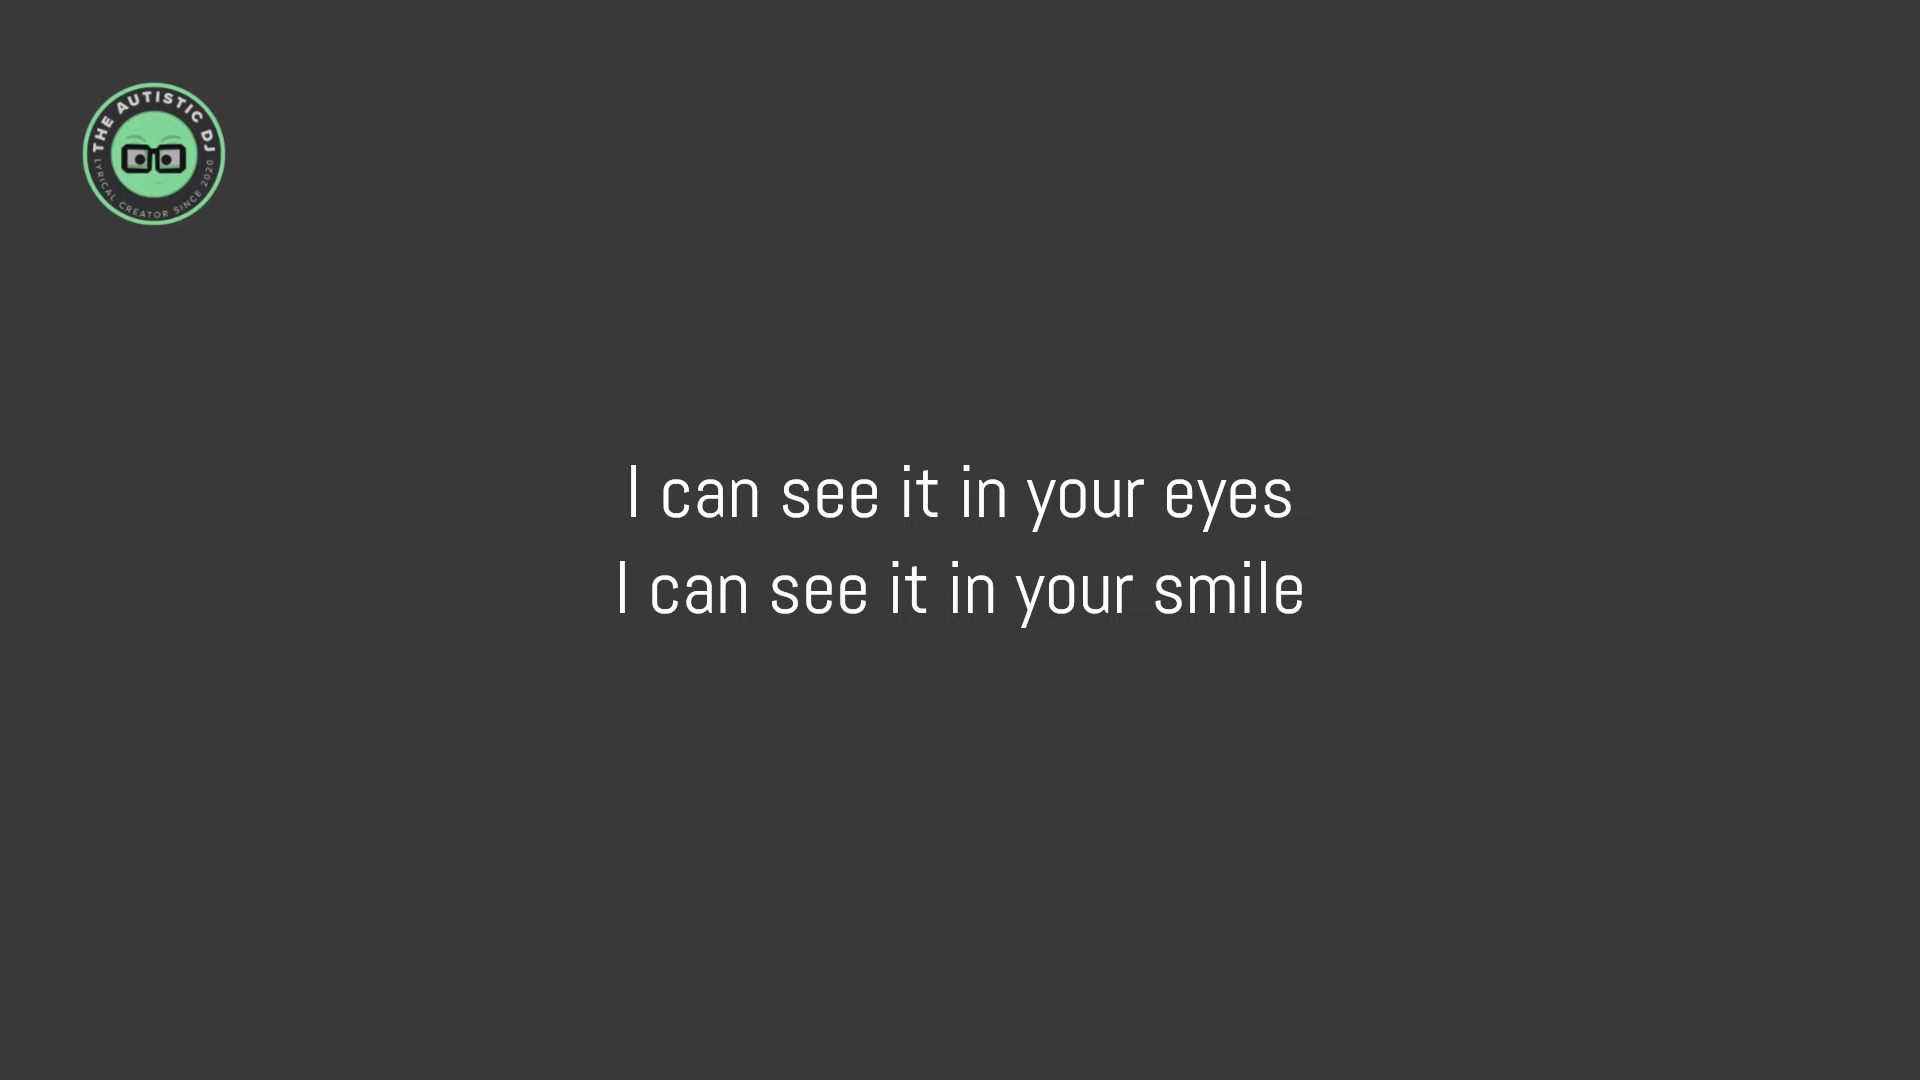 THE AUTISTIC DJ
LYRICAL CREATOR SINCE 2020
I can see it in your eyes
I can see it in your smile